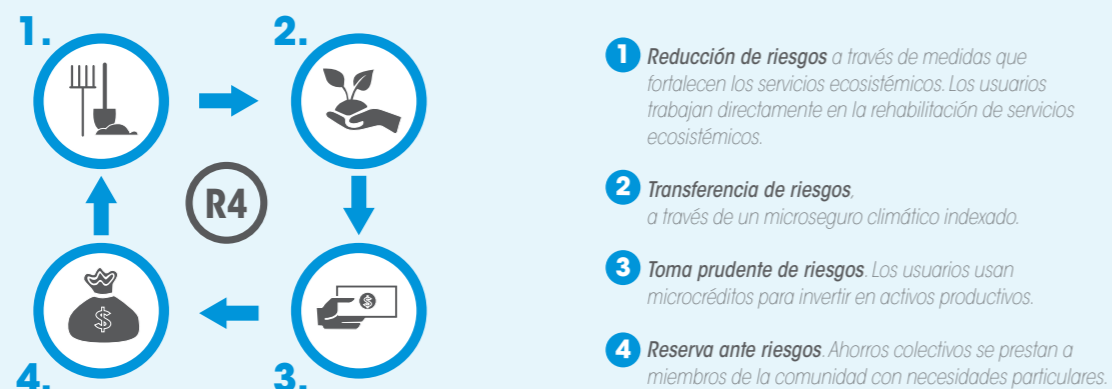 1.
2.
R4
4.
3.
1 Reducción de riesgos a través de medidas que
fortalecen los servicios ecosistémicos. Los usuarios
trabajan directamente en la rehabilitación de servicios
ecosistémicos.
2 Transferencia de riesgos,
a través de un microseguro climático indexado.
3 Toma prudente de riesgos. Los usuarios usan
microcréditos para invertir en activos productivos.
4 Reserva ante riesgos. Ahorros colectivos se prestan a
miembros de la comunidad con necesidades particulares.
$
$